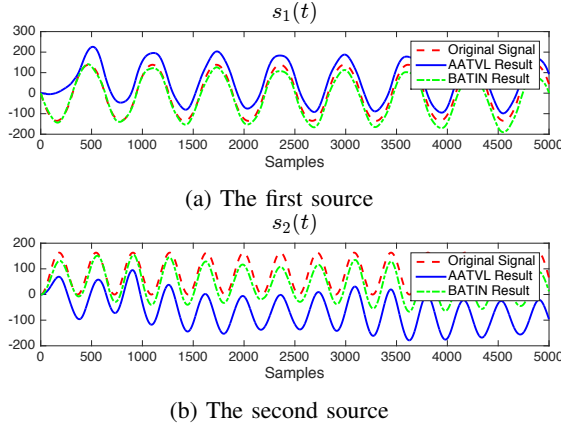 s₁(t)
300
200
100
0
-100
-200
0 500 1000 1500 2000 2500 3000 3500 4000 4500 5000
Samples
Original Signal
AATVL Result
BATIN Result
(a) The first source
s₂(t)
200
100
0
-100
-200
0 500 1000 1500 2000 2500 3000 3500 4000 4500 5000
Samples
Original Signal
AATVL Result
BATIN Result
(b) The second source